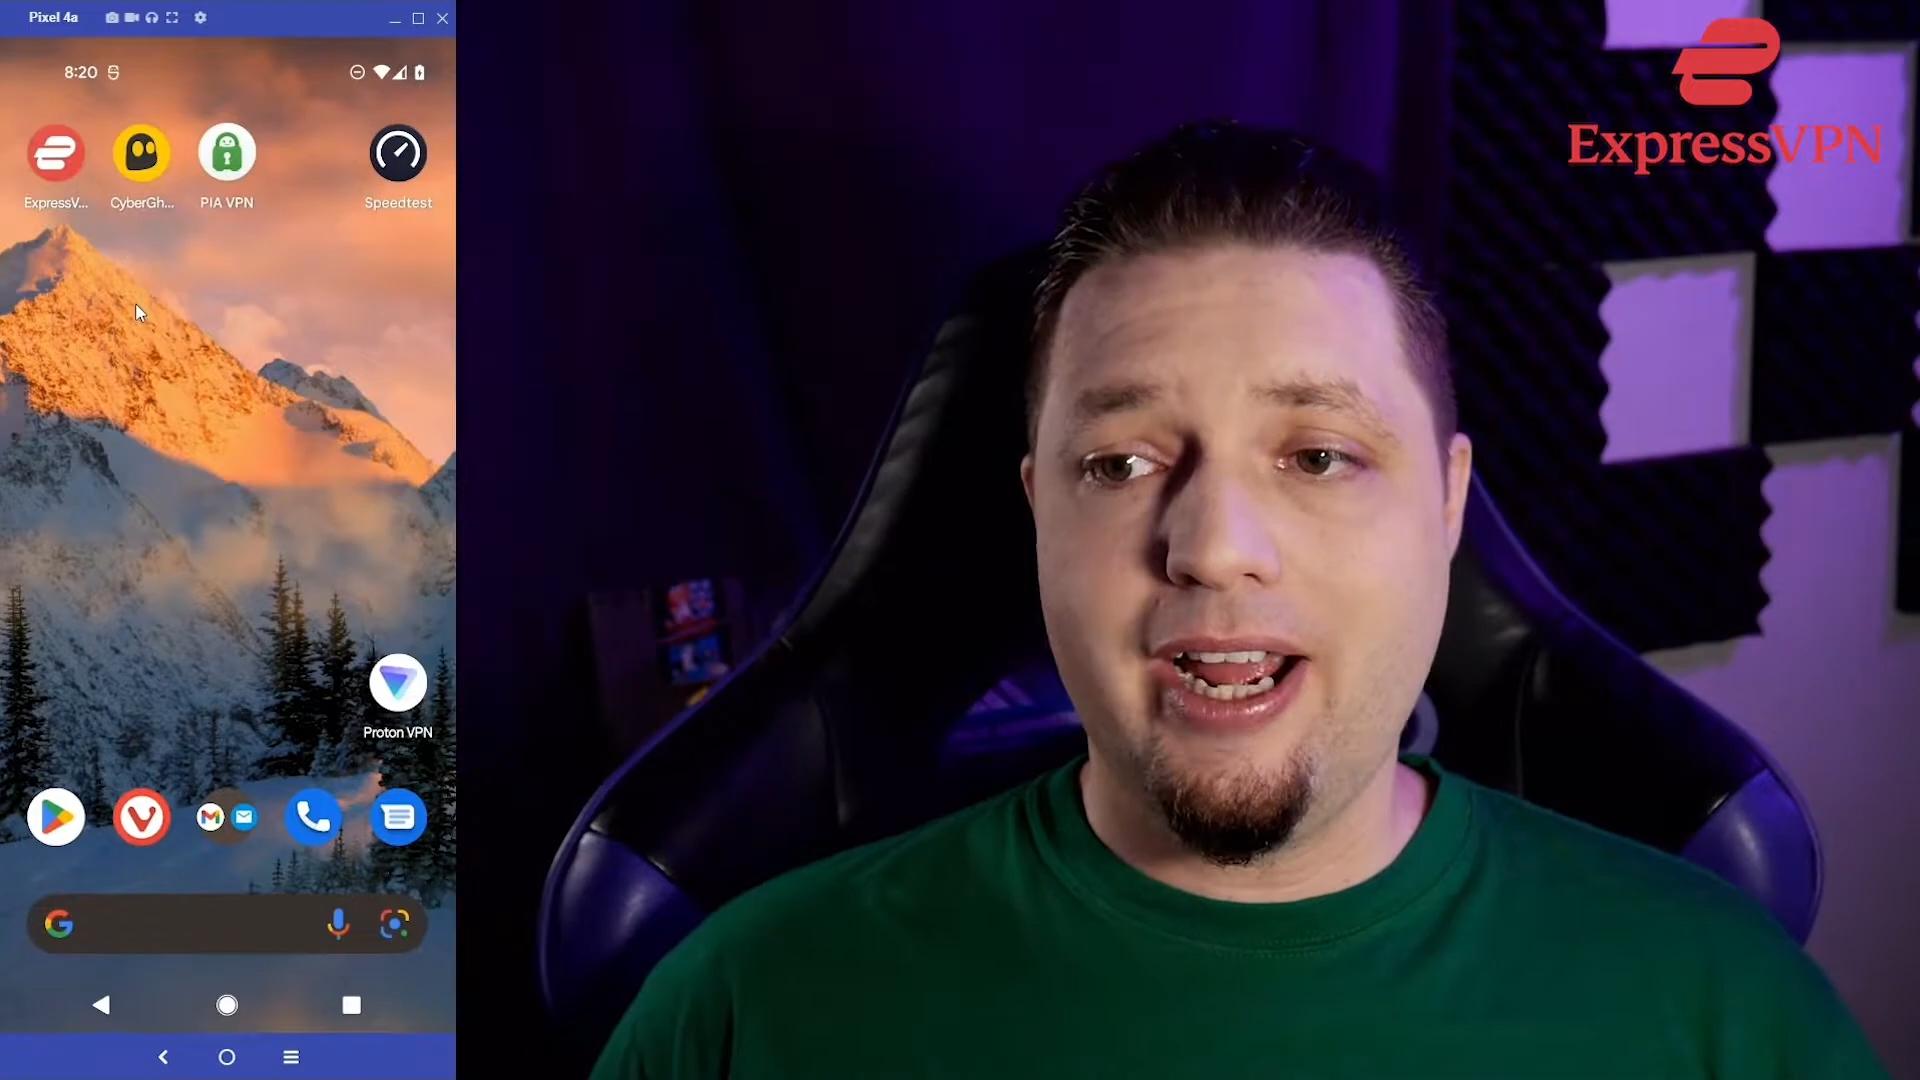 Pixel 4a
8:20
ExpressV...
CyberGh...
PIA VPN
Speedtest
Proton VPN
ExpressVPN